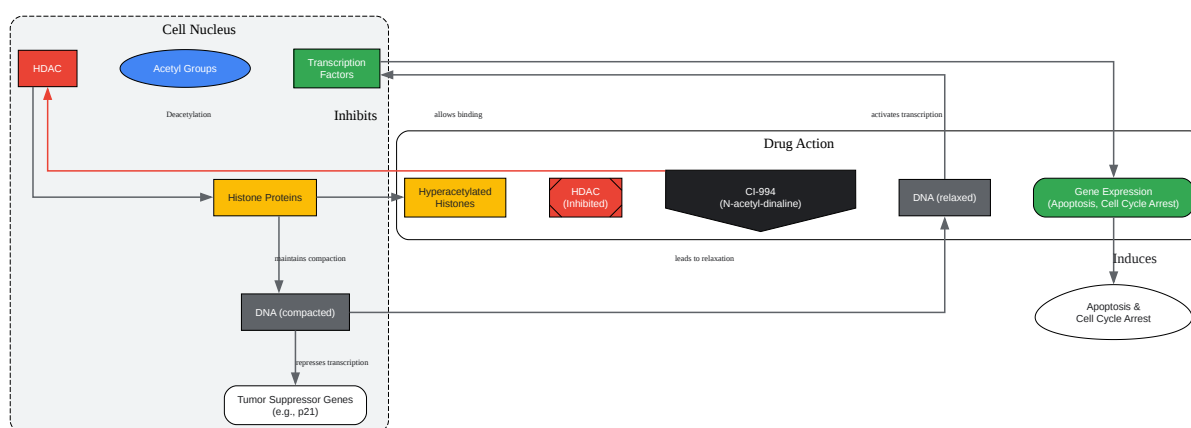 Cell Nucleus
HDAC
Acetyl Groups
Transcription
Factors
Deacetylation
Inhibits
allows binding
activates transcription
Drug Action
Histone Proteins
Hyperacetylated
Histones
HDAC
(Inhibited)
CI-994
(N-acetyl-dinaline)
DNA (relaxed)
Gene Expression
(Apoptosis, Cell Cycle Arrest)
maintains compaction
leads to relaxation
Induces
DNA (compacted)
Apoptosis &
Cell Cycle Arrest
represses transcription
Tumor Suppressor Genes
(e.g., p21)